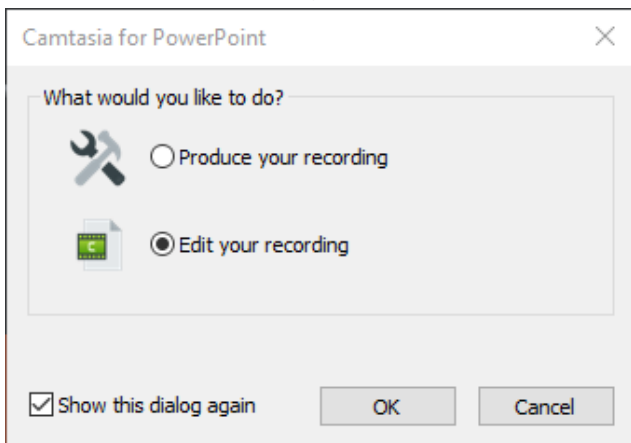 Camtasia for PowerPoint
What would you like to do?
Produce your recording
C
Edit your recording
Show this dialog again
OK
Cancel